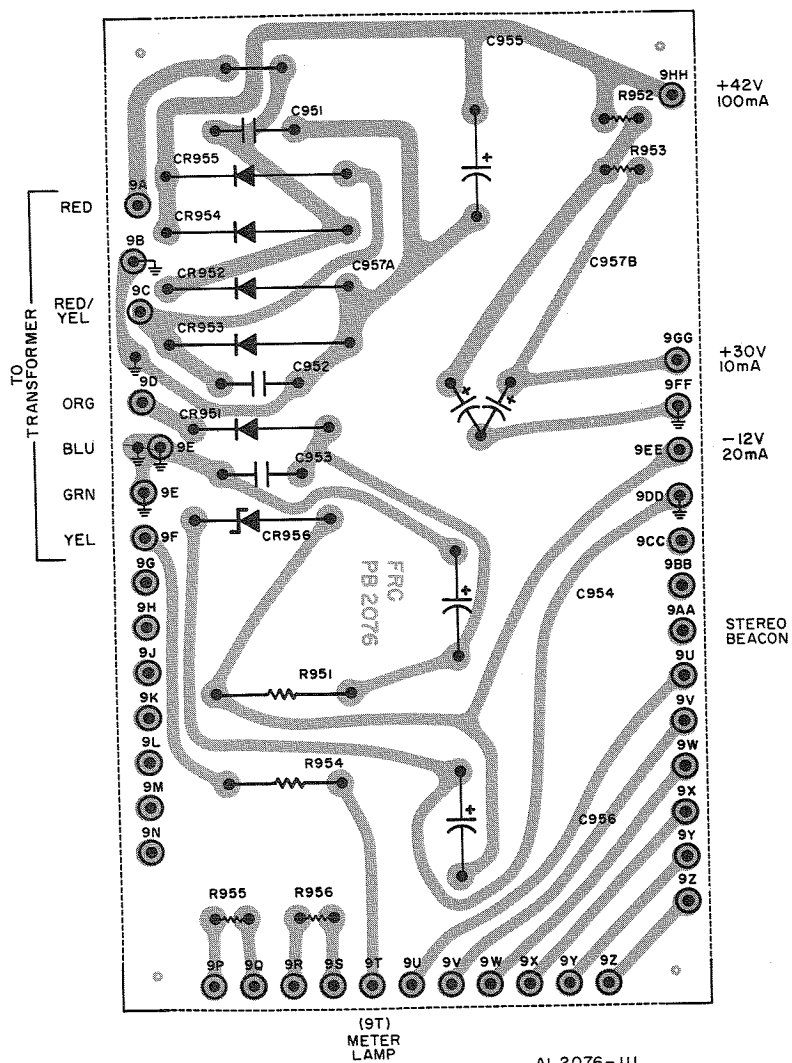 C955
9HH
+42V
100mA
R952
C951
R953
CR955
9A
RED
CR954
9B
CR952
C957A
C957B
9C
RED/
YEL
CR953
9GG
+30V
10mA
TO
TRANSFORMER
C952
9D
9FF
ORG
CR951
BLU
9E
C953
9EE
-12V
20mA
GRN
9E
9DD
YEL
9F
CR956
9CC
9G
FRC
PB 2076
9BB
C954
9H
9AA
STEREO
BEACON
9J
9U
R951
9K
9V
9L
R954
9W
9M
9X
C956
9N
9Y
9Z
R955
R956
9P
9Q
9R
9S
9T
9U
9V
9W
9X
9Y
9Z
(9T)
METER
LAMP